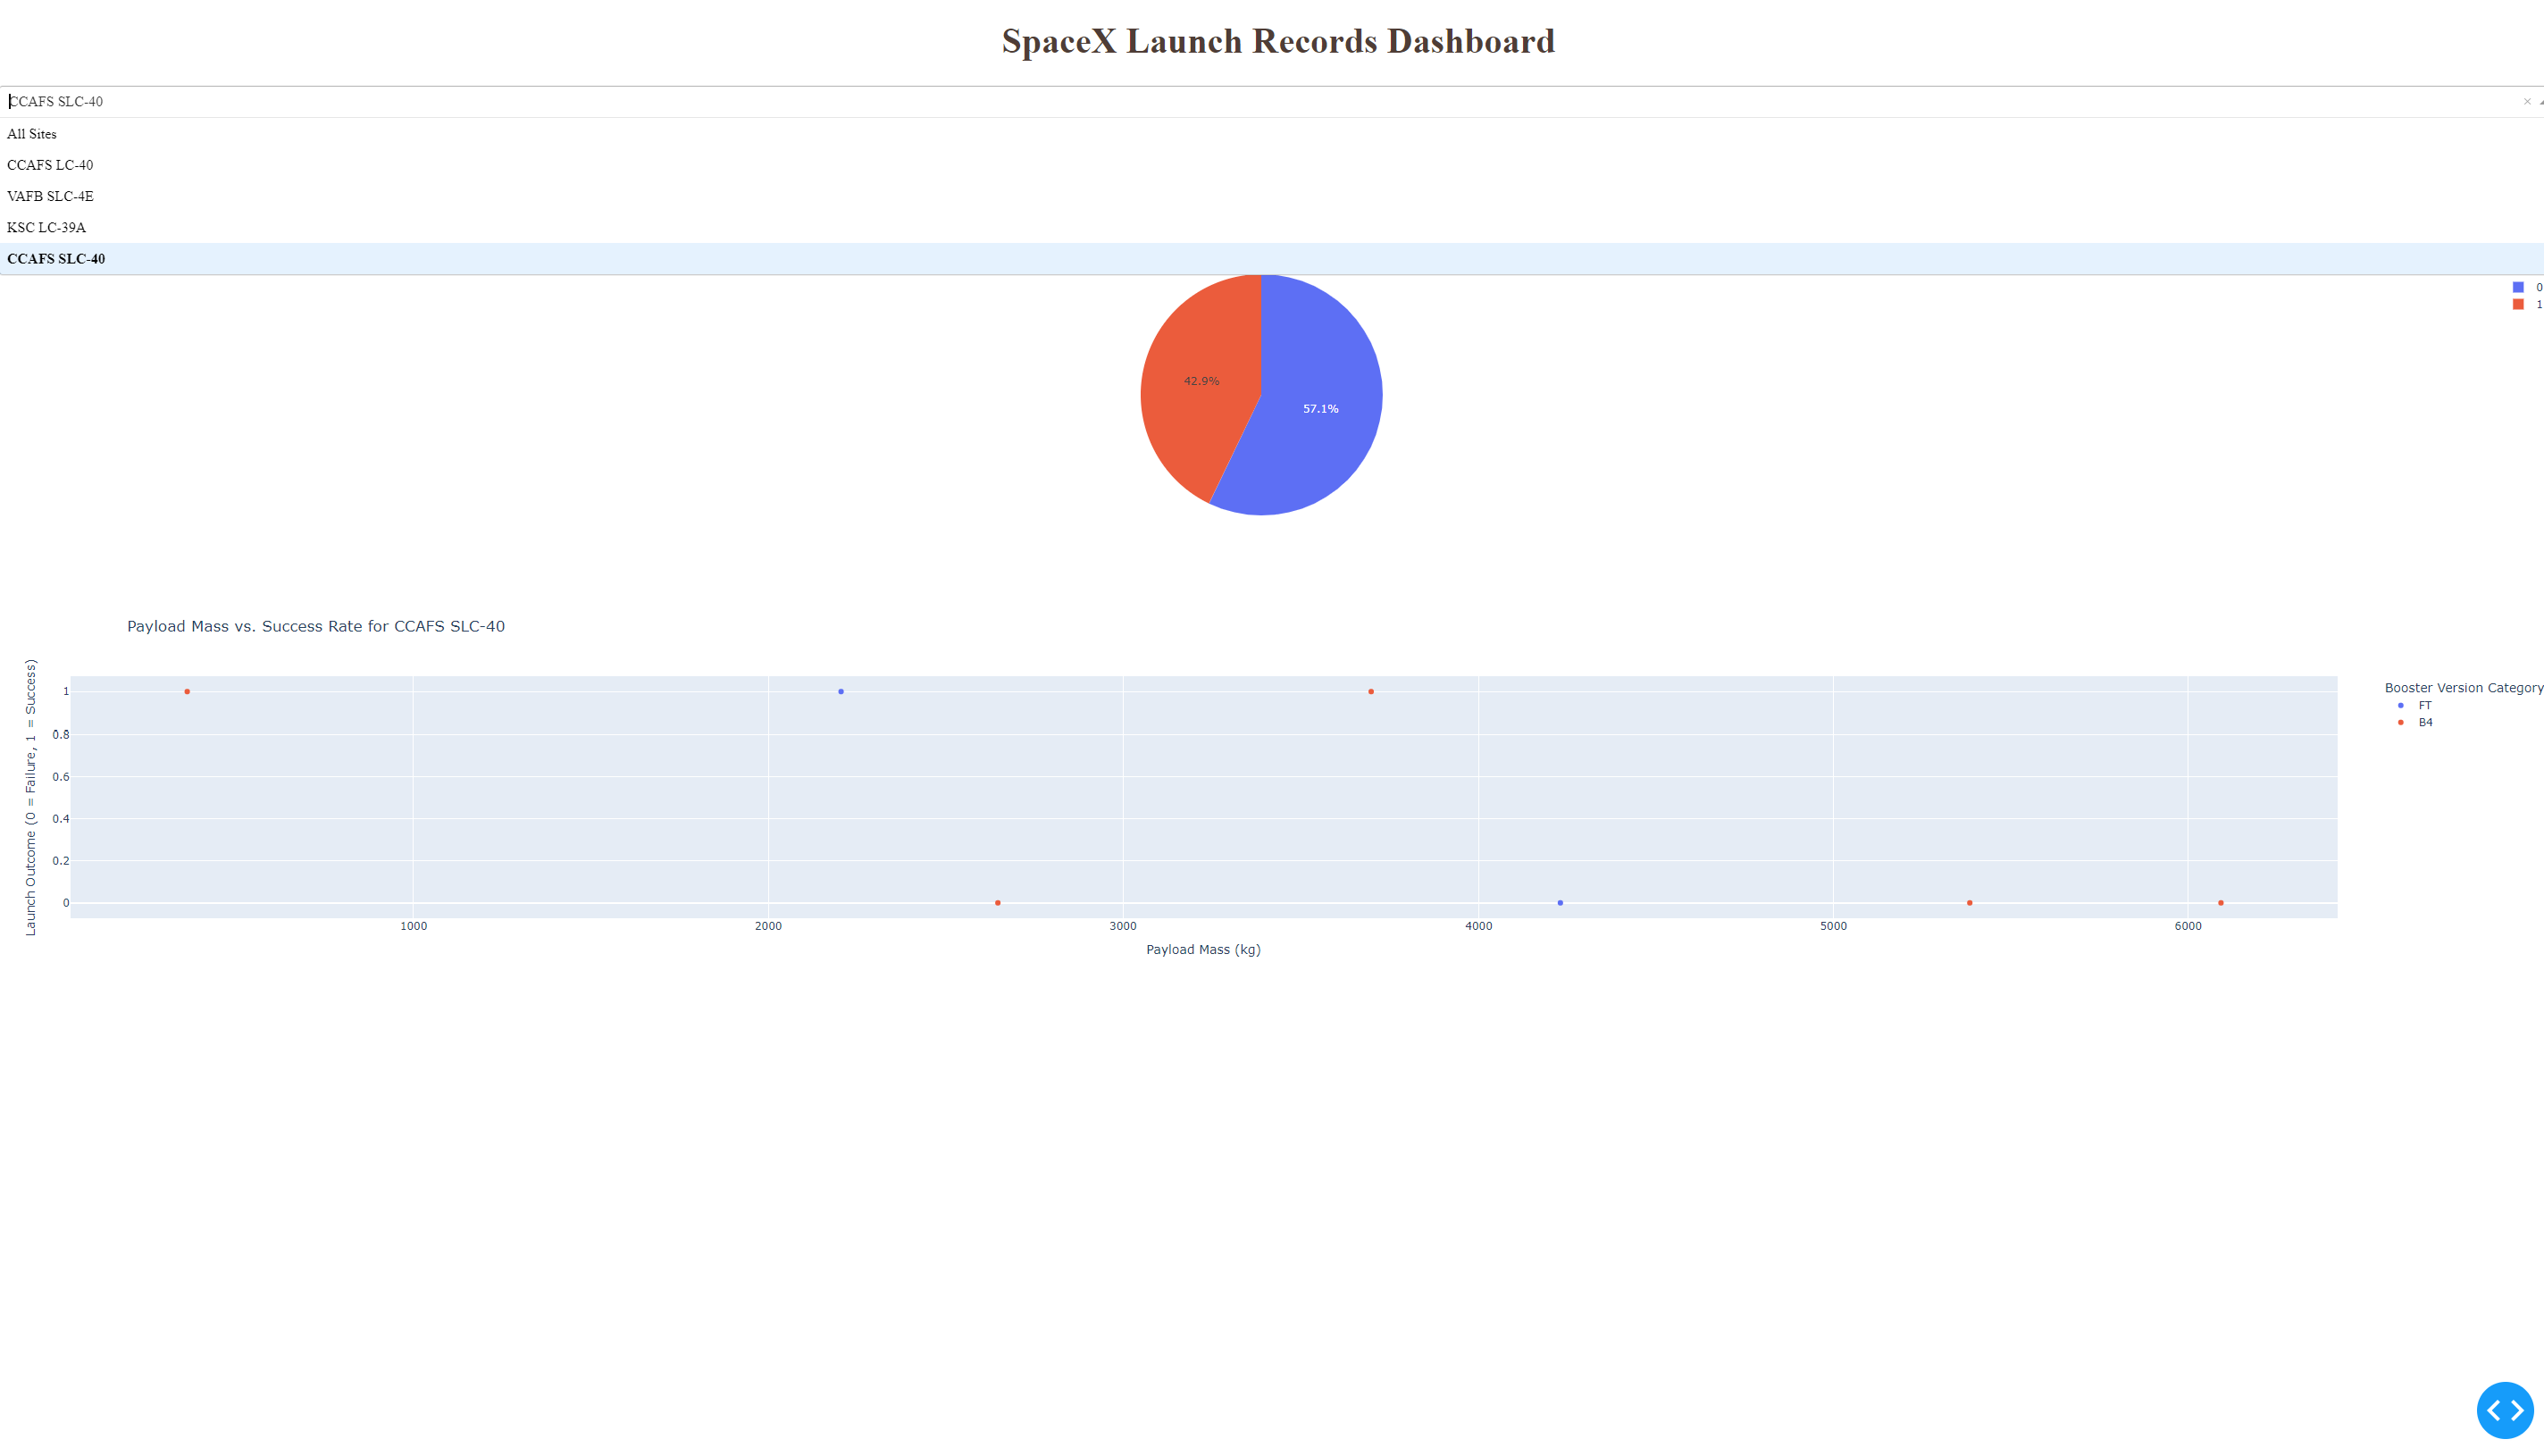 SpaceX Launch Records Dashboard
CCAFS SLC-40
×
All Sites
CCAFS LC-40
VAFB SLC-4E
KSC LC-39A
CCAFS SLC-40
0
1
42.9%
57.1%
Payload Mass vs. Success Rate for CCAFS SLC-40
Launch Outcome (0 = Failure, 1 = Success)
1
0.8
0.6
0.4
0.2
0
1000 2000 3000 4000 5000 6000
Payload Mass (kg)
Booster Version Category
FT
B4